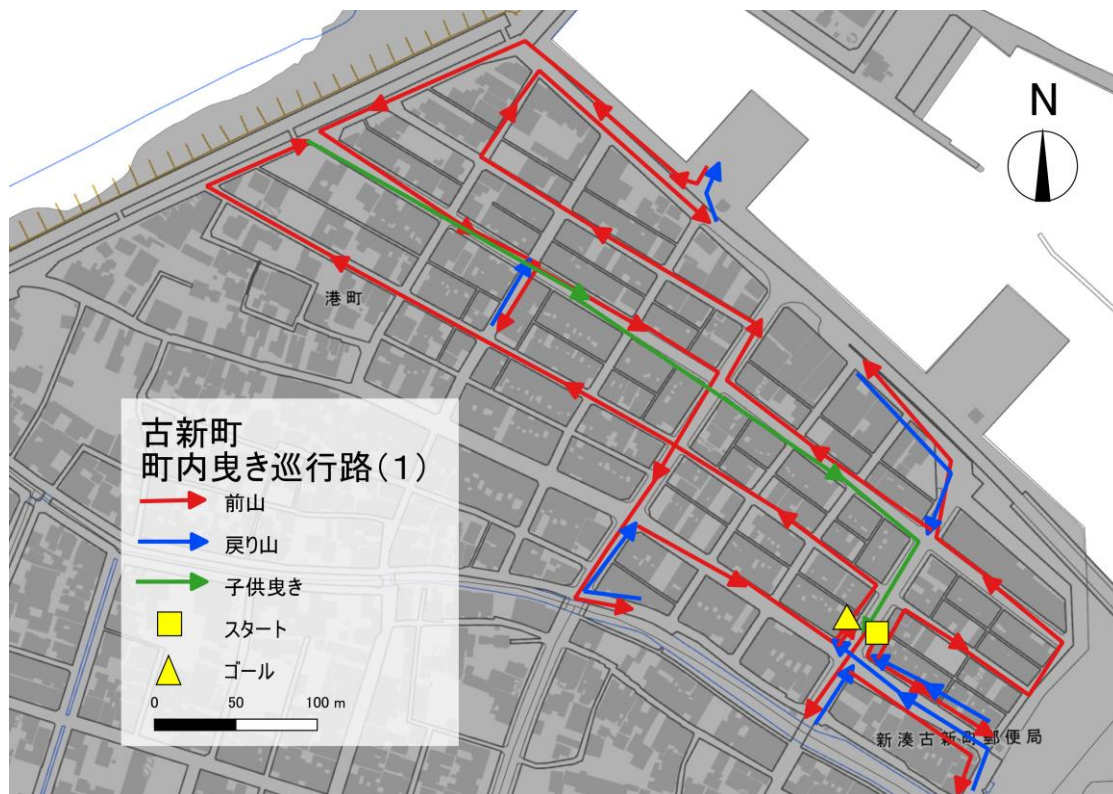 N
港町
古新町
町内曳き巡行路(1)
前山
戻り山
子供曳き
スタート
ゴール
0 50 100 m
新湊古新町郵便局